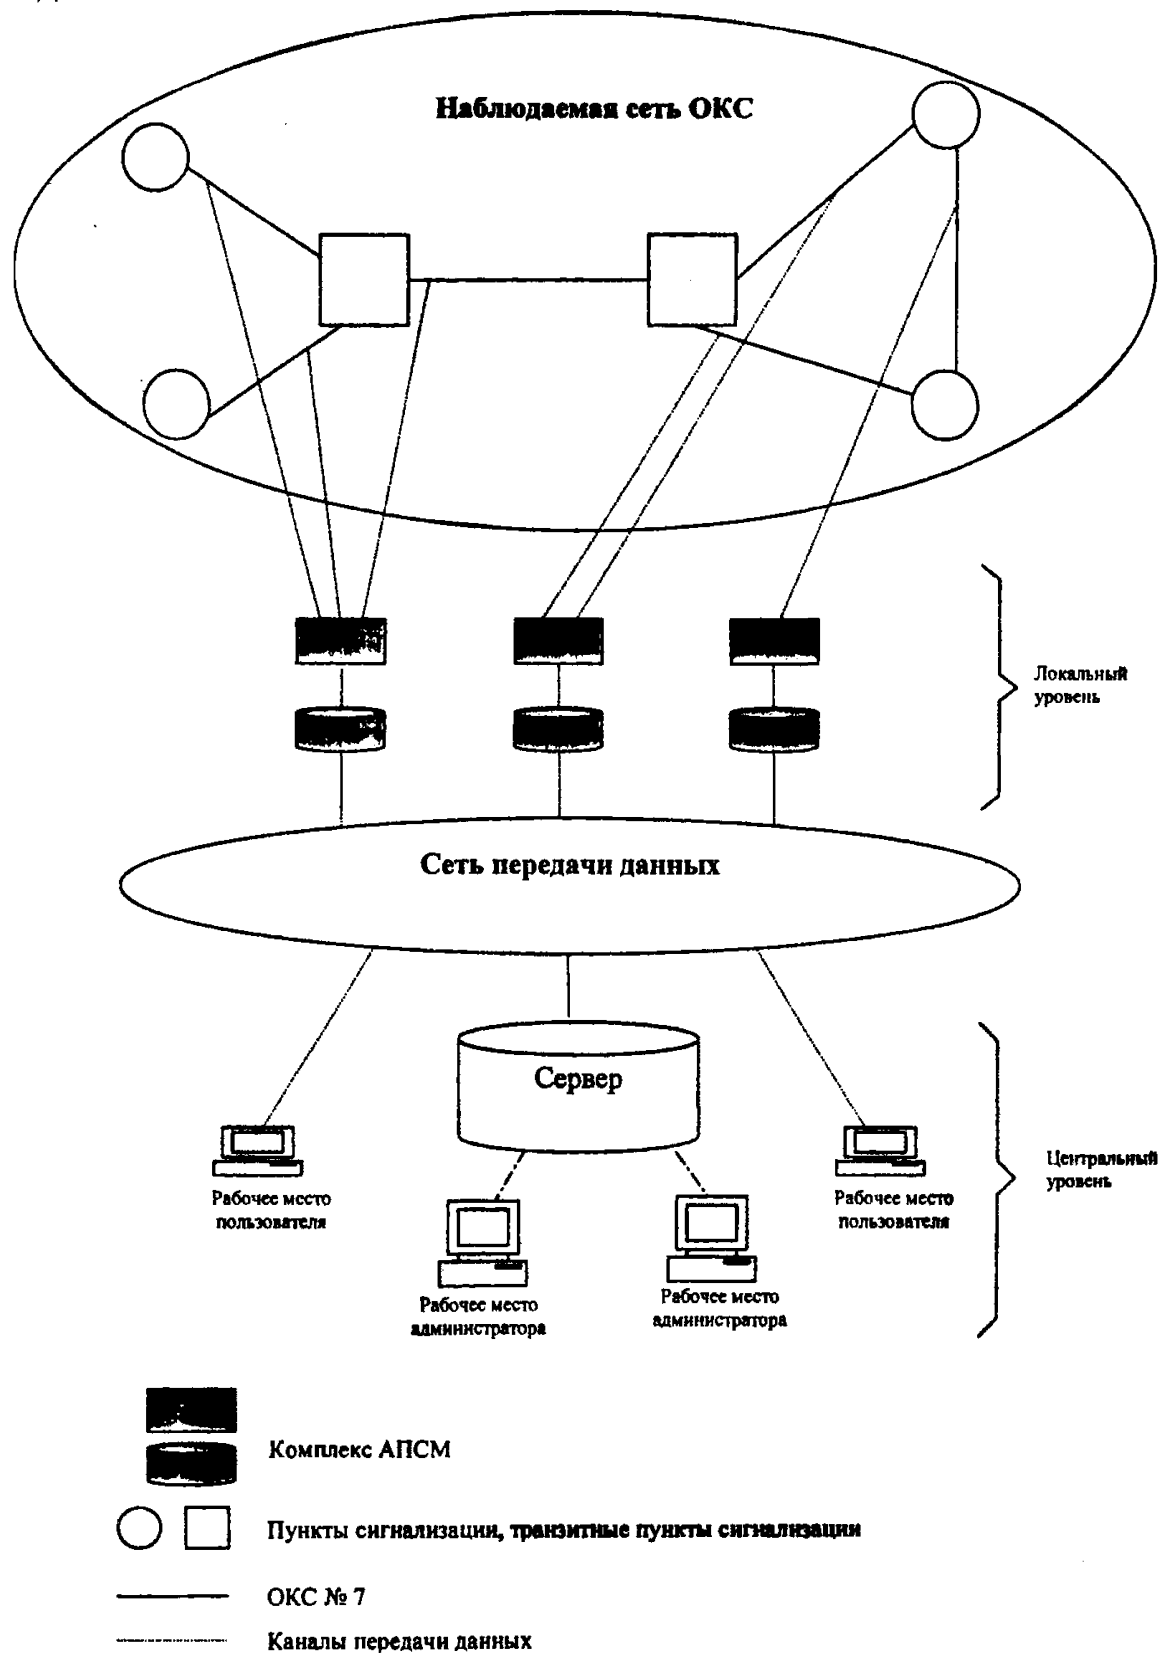 Наблюдаемая сеть ОКС
Локальный
уровень
Сеть передачи данных
Сервер
Центральный
уровень
Рабочее место
пользователя
Рабочее место
пользователя
Рабочее место
администратора
Рабочее место
администратора
Комплекс АПСМ
Пункты сигнализации, транзитные пункты сигнализации
ОКС № 7
Каналы передачи данных